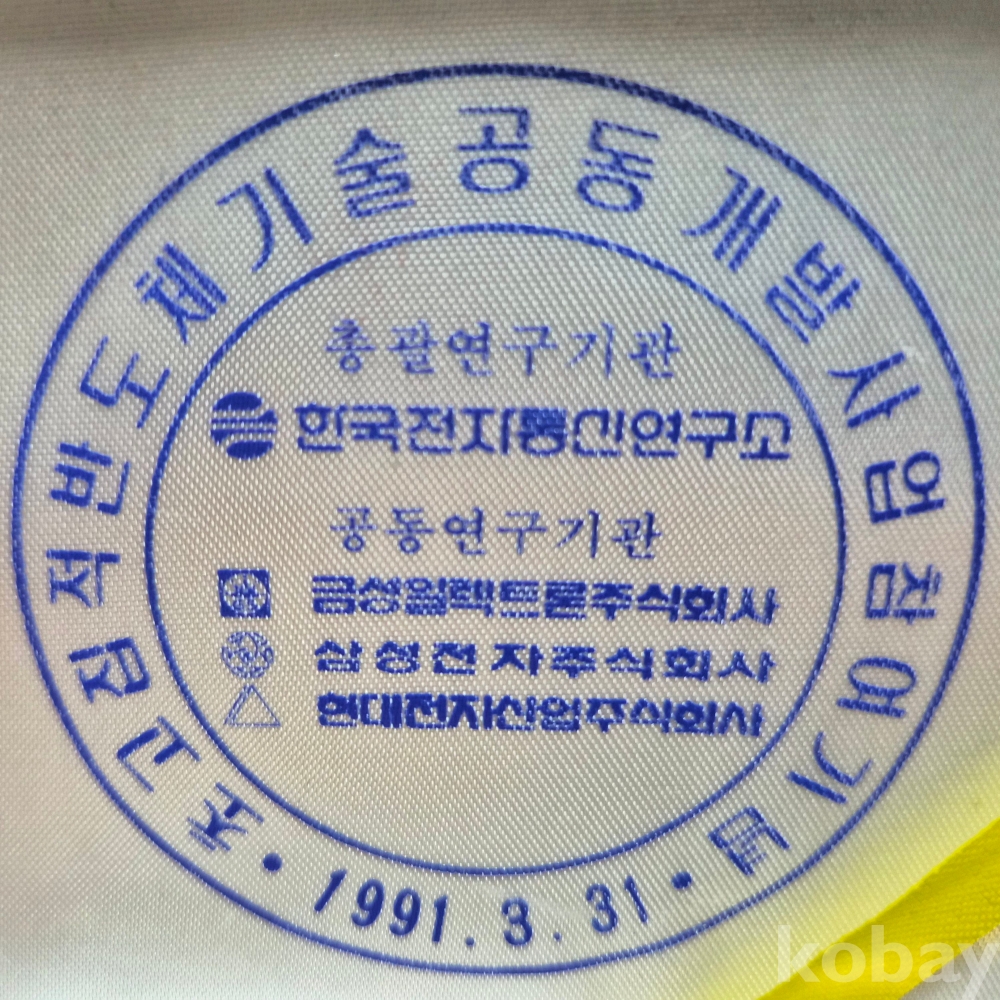 초고집적반도체기술공동개발사업참여기념
총괄연구기관
한국전자통신연구소
공동연구기관
금성일렉트론주식회사
삼성전자주식회사
현대전자산업주식회사
• 1991. 3. 31 •
kobay